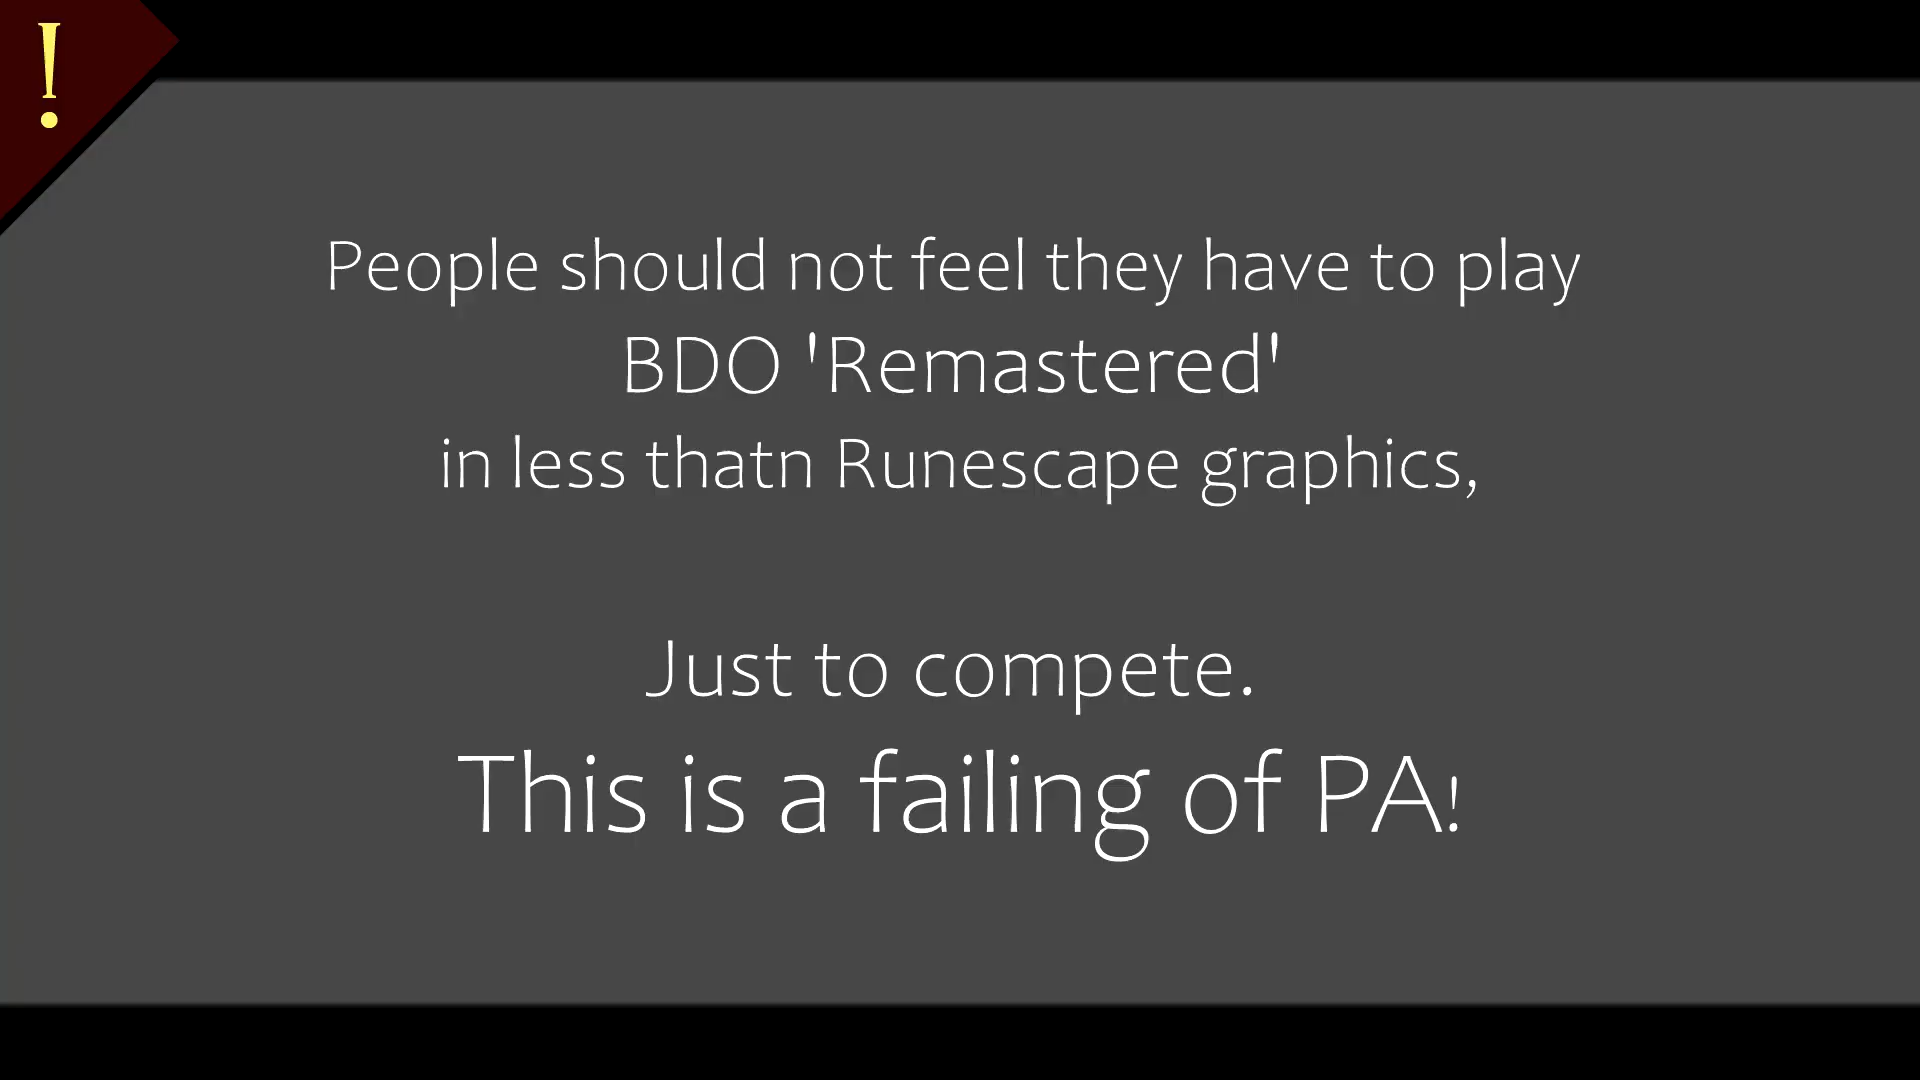 !
People should not feel they have to play
BDO 'Remastered'
in less thatn Runescape graphics,
Just to compete.
This is a failing of PA!